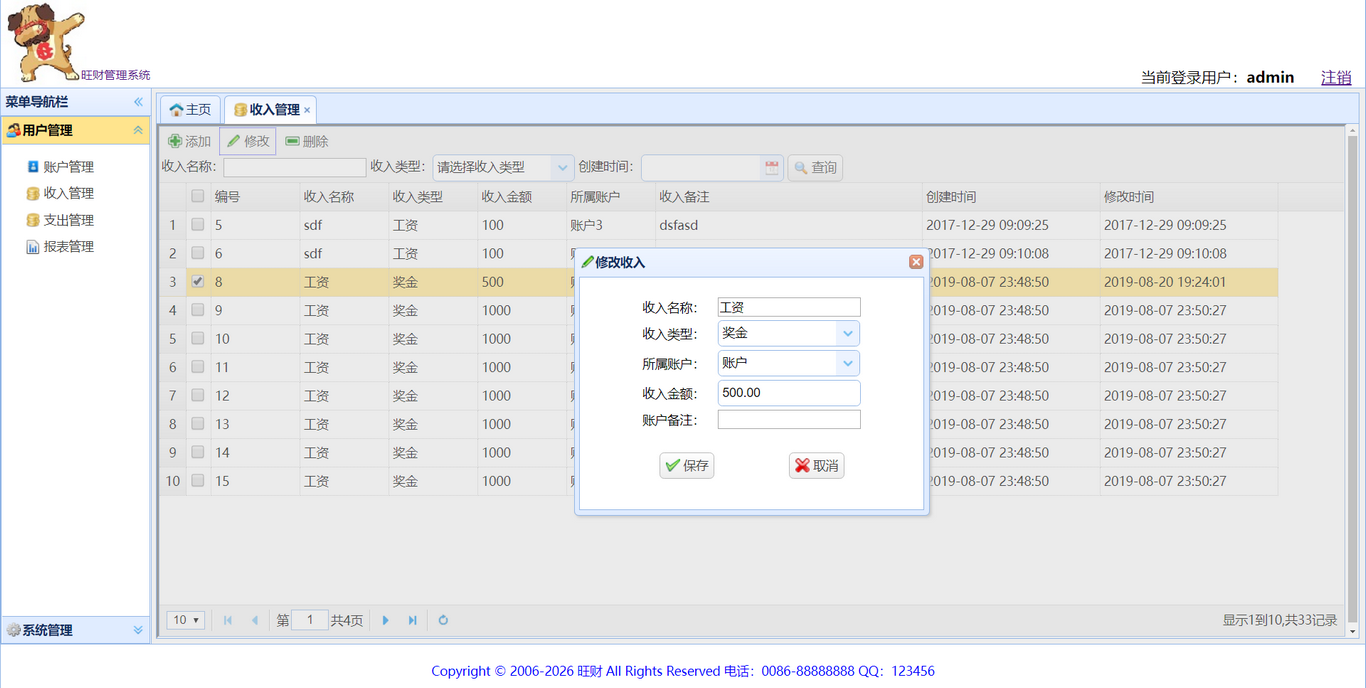 旺财管理系统
当前登录用户：admin 注销
菜单导航栏
用户管理
账户管理
收入管理
支出管理
报表管理
系统管理
主页 收入管理
添加 修改 删除
收入名称： 收入类型： 请选择收入类型 创建时间： 查询
编号 收入名称 收入类型 收入金额 所属账户 收入备注 创建时间 修改时间
1 5 sdf 工资 100 账户3 dsfasd 2017-12-29 09:09:25 2017-12-29 09:09:25
2 6 sdf 工资 100 2017-12-29 09:10:08 2017-12-29 09:10:08
3 8 工资 奖金 500 2019-08-07 23:48:50 2019-08-20 19:24:01
4 9 工资 奖金 1000 2019-08-07 23:48:50 2019-08-07 23:50:27
5 10 工资 奖金 1000 2019-08-07 23:48:50 2019-08-07 23:50:27
6 11 工资 奖金 1000 2019-08-07 23:48:50 2019-08-07 23:50:27
7 12 工资 奖金 1000 2019-08-07 23:48:50 2019-08-07 23:50:27
8 13 工资 奖金 1000 2019-08-07 23:48:50 2019-08-07 23:50:27
9 14 工资 奖金 1000 2019-08-07 23:48:50 2019-08-07 23:50:27
10 15 工资 奖金 1000 2019-08-07 23:48:50 2019-08-07 23:50:27
修改收入
收入名称： 工资
收入类型： 奖金
所属账户： 账户
收入金额： 500.00
账户备注：
保存 取消
10 第 1 共4页 显示1到10,共33记录
Copyright © 2006-2026 旺财 All Rights Reserved 电话：0086-88888888 QQ：123456